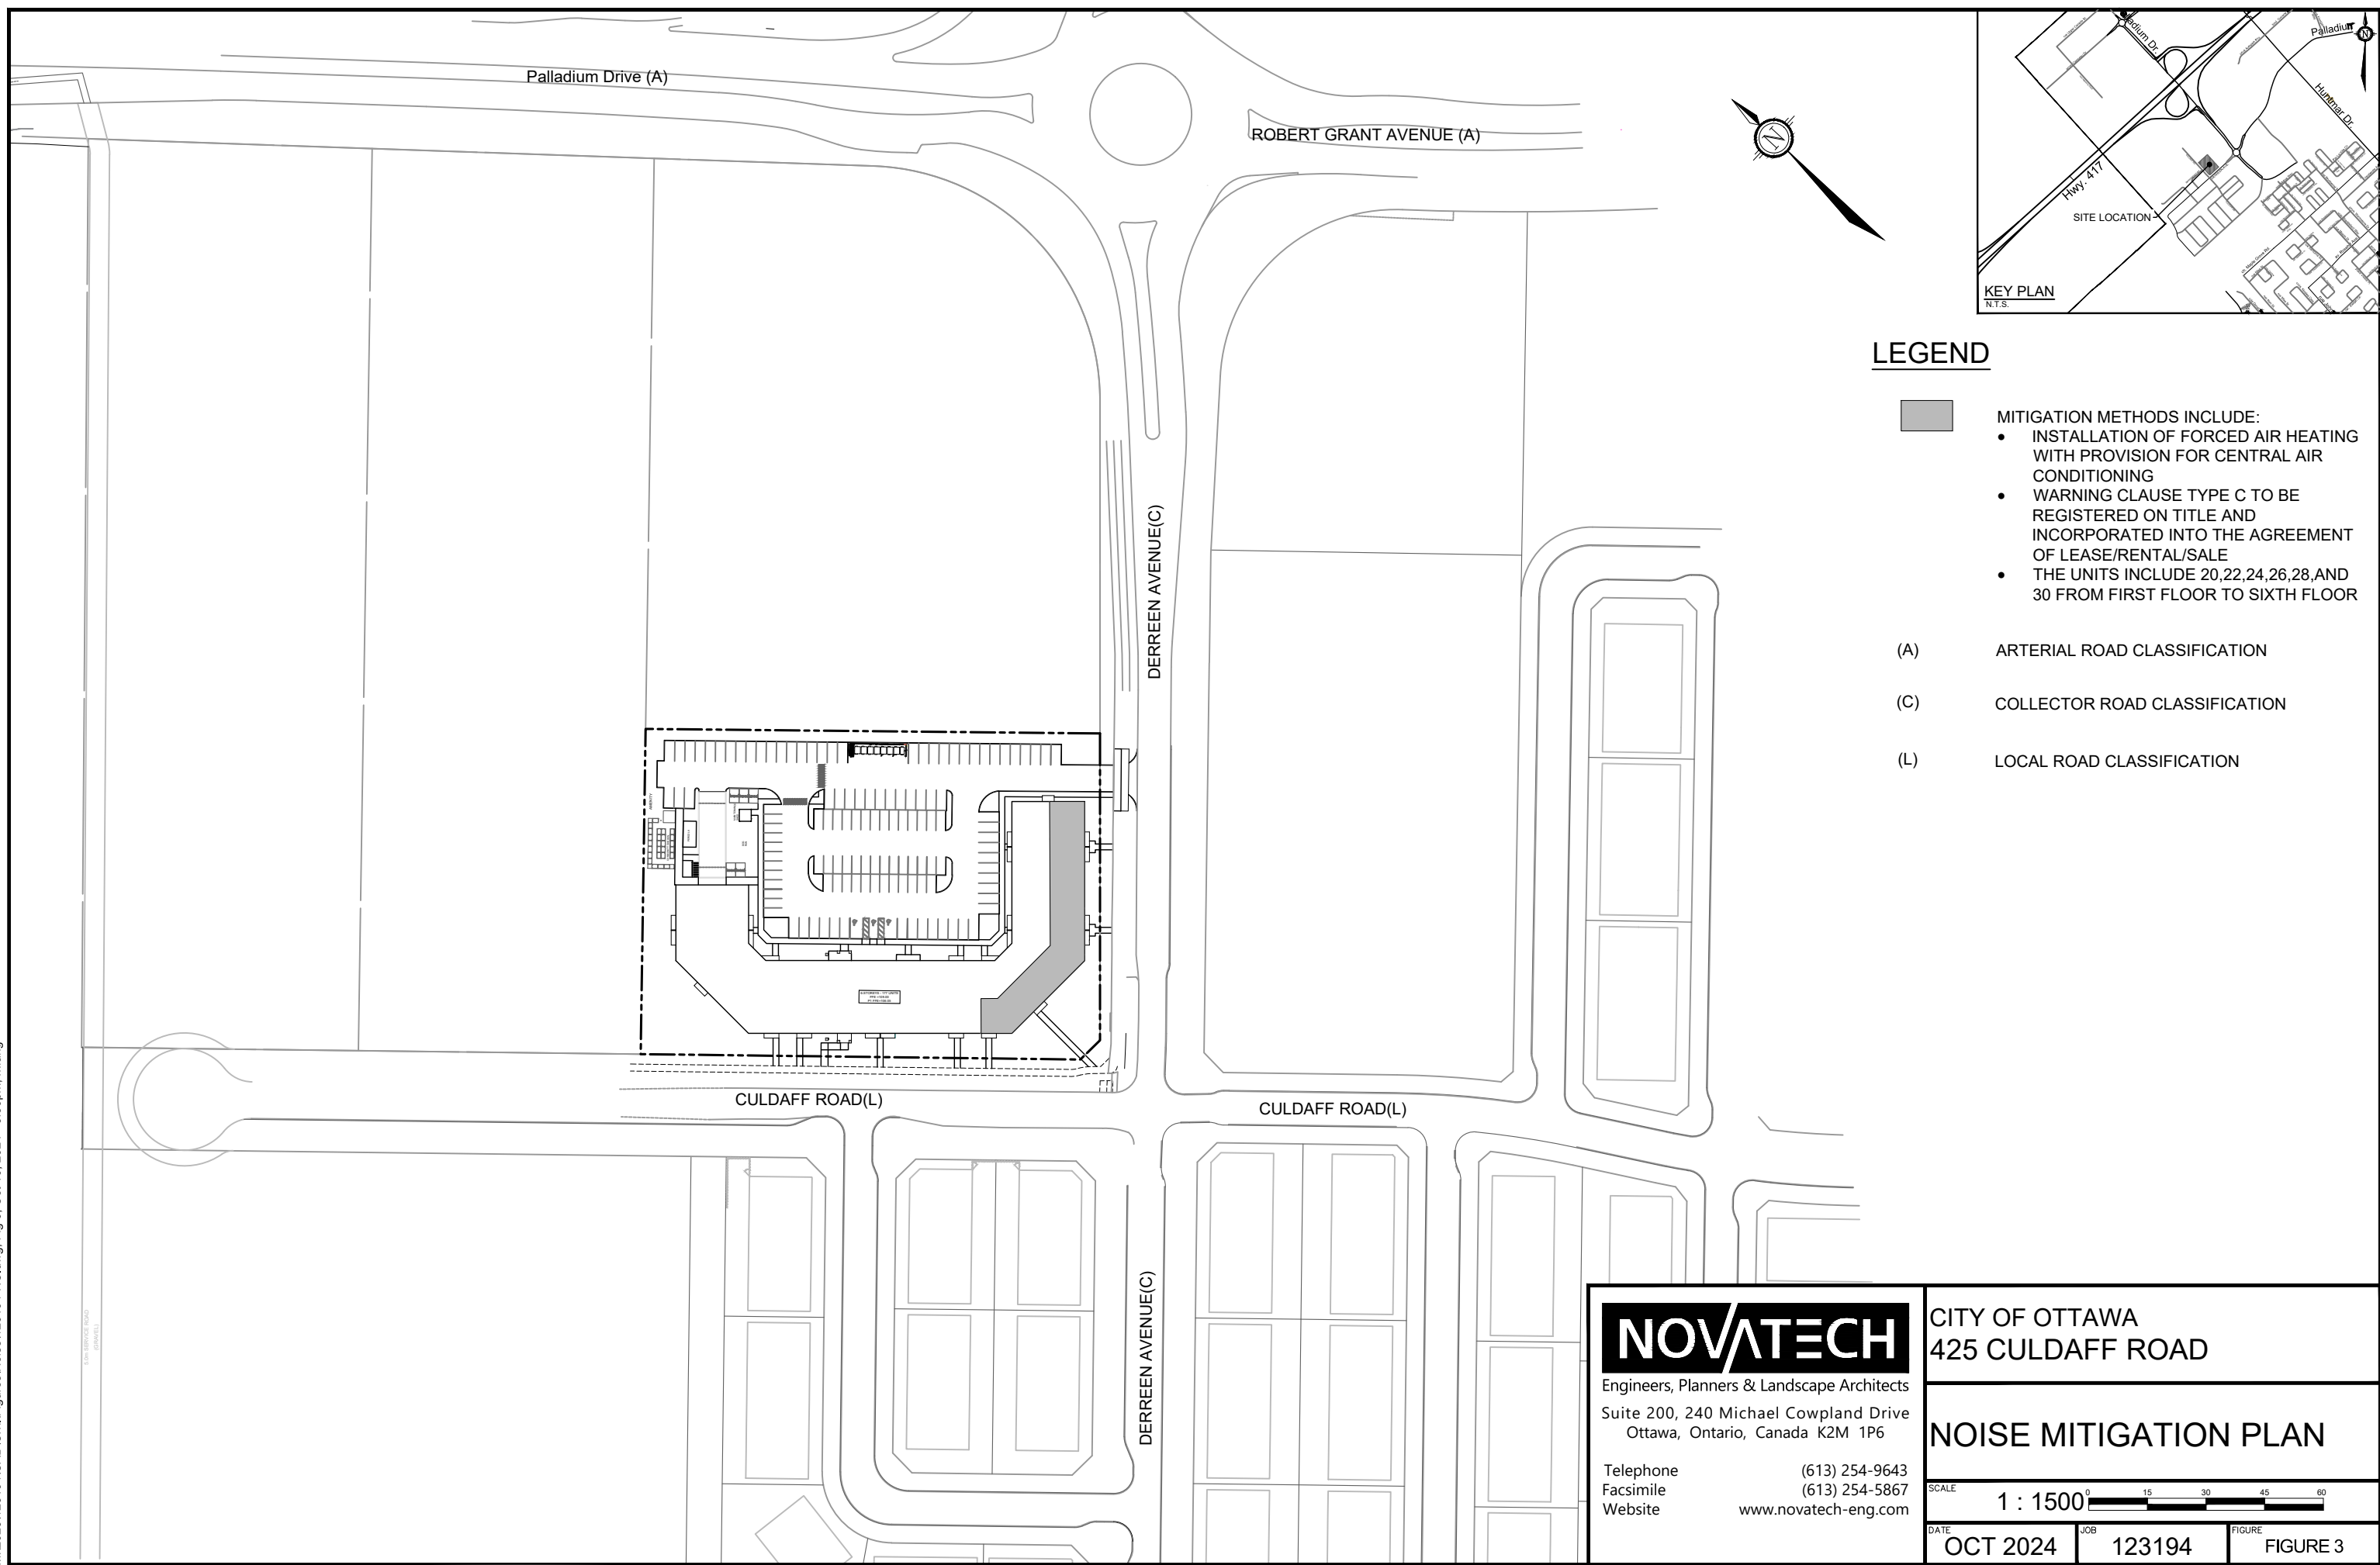 Palladium Drive (A)
ROBERT GRANT AVENUE (A)
N
DERREEN AVENUE(C)
CULDAFF ROAD(L)
CULDAFF ROAD(L)
DERREEN AVENUE(C)
Palladium
N
Huntmar Dr.
Hwy. 417
SITE LOCATION
KEY PLAN
N.T.S.
LEGEND
MITIGATION METHODS INCLUDE:
• INSTALLATION OF FORCED AIR HEATING
WITH PROVISION FOR CENTRAL AIR
CONDITIONING
• WARNING CLAUSE TYPE C TO BE
REGISTERED ON TITLE AND
INCORPORATED INTO THE AGREEMENT
OF LEASE/RENTAL/SALE
• THE UNITS INCLUDE 20,22,24,26,28,AND
30 FROM FIRST FLOOR TO SIXTH FLOOR
(A) ARTERIAL ROAD CLASSIFICATION
(C) COLLECTOR ROAD CLASSIFICATION
(L) LOCAL ROAD CLASSIFICATION
NOVATECH
Engineers, Planners & Landscape Architects
Suite 200, 240 Michael Cowpland Drive
Ottawa, Ontario, Canada K2M 1P6
Telephone (613) 254-9643
Facsimile (613) 254-5867
Website www.novatech-eng.com
CITY OF OTTAWA
425 CULDAFF ROAD
NOISE MITIGATION PLAN
SCALE
1 : 1500
0 15 30 45 60
DATE
OCT 2024
JOB
123194
FIGURE
FIGURE 3